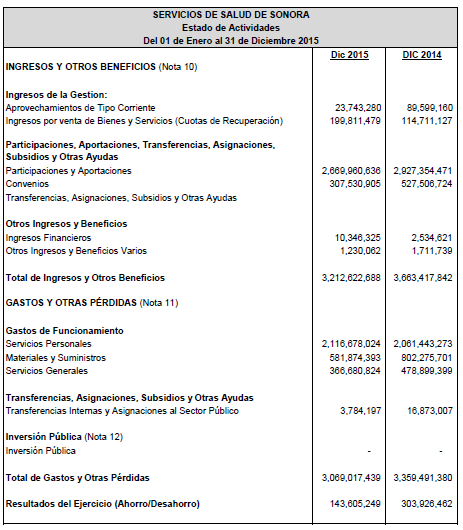 SERVICIOS DE SALUD DE SONORA
Estado de Actividades
Del 01 de Enero al 31 de Diciembre 2015
Dic 2015 DIC 2014
INGRESOS Y OTROS BENEFICIOS (Nota 10)
Ingresos de la Gestion:
Aprovechamientos de Tipo Corriente 23,743,280 89,599,160
Ingresos por venta de Bienes y Servicios (Cuotas de Recuperación) 199,811,479 114,711,127
Participaciones, Aportaciones, Transferencias, Asignaciones,
Subsidios y Otras Ayudas
Participaciones y Aportaciones 2,669,960,636 2,927,354,471
Convenios 307,530,905 527,506,724
Transferencias, Asignaciones, Subsidios y Otras Ayudas
Otros Ingresos y Beneficios
Ingresos Financieros 10,346,325 2,534,621
Otros Ingresos y Beneficios Varios 1,230,062 1,711,739
Total de Ingresos y Otros Beneficios 3,212,622,688 3,663,417,842
GASTOS Y OTRAS PÉRDIDAS (Nota 11)
Gastos de Funcionamiento
Servicios Personales 2,116,678,024 2,061,443,273
Materiales y Suministros 581,874,393 802,275,701
Servicios Generales 366,680,824 478,899,399
Transferencias, Asignaciones, Subsidios y Otras Ayudas
Transferencias Internas y Asignaciones al Sector Público 3,784,197 16,873,007
Inversión Pública (Nota 12)
Inversión Pública - -
Total de Gastos y Otras Pérdidas 3,069,017,439 3,359,491,380
Resultados del Ejercicio (Ahorro/Desahorro) 143,605,249 303,926,462